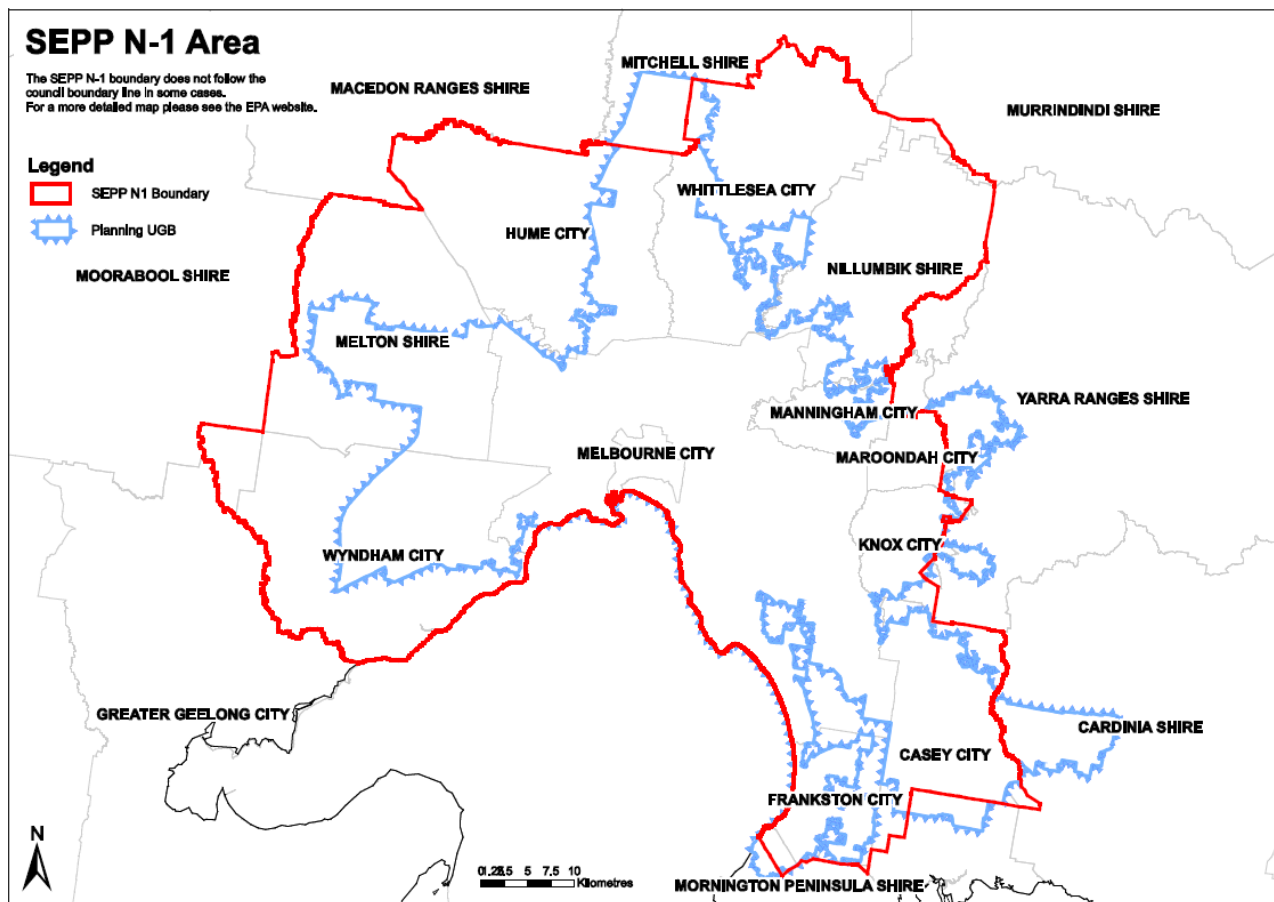 SEPP N-1 Area
The SEPP N-1 boundary does not follow the
council boundary line in some cases.
For a more detailed map please see the EPA website.
Legend
SEPP N1 Boundary
Planning UGB
MITCHELL SHIRE
MACEDON RANGES SHIRE
MURRINDINDI SHIRE
WHITTLESEA CITY
HUME CITY
NILLUMBIK SHIRE
MOORABOOL SHIRE
MELTON SHIRE
YARRA RANGES SHIRE
MANNINGHAM CITY
MELBOURNE CITY
MAROONDAH CITY
KNOX CITY
WYNDHAM CITY
GREATER GEELONG CITY
CARDINIA SHIRE
CASEY CITY
FRANKSTON CITY
N
5 7.5 10
Kilometres
MORNINGTON PENINSULA SHIRE